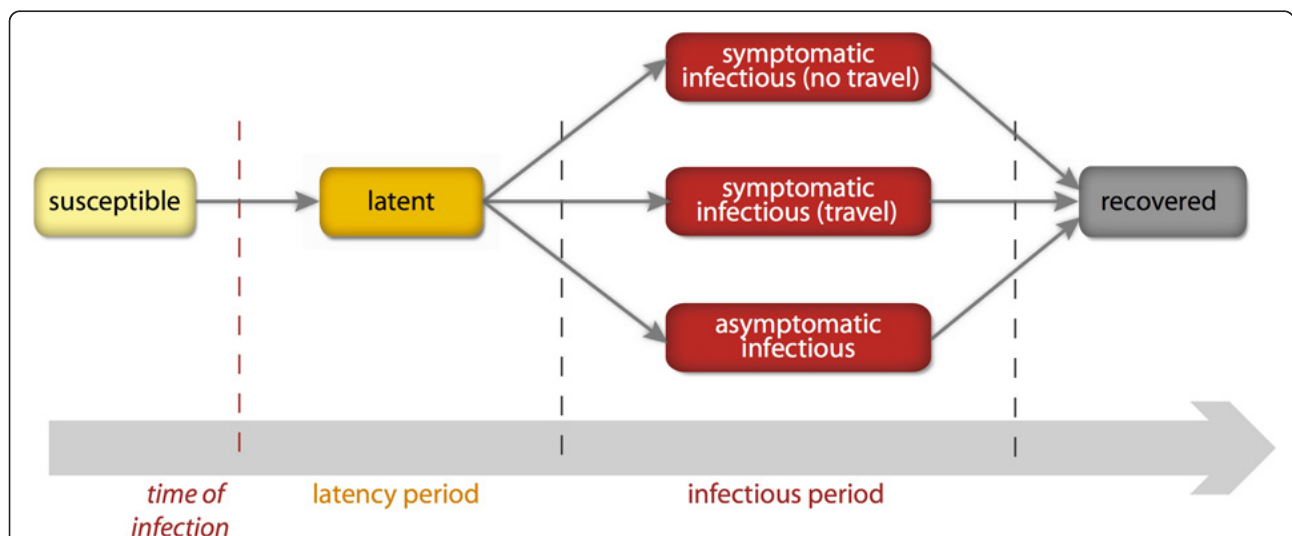 symptomatic
infectious (no travel)
susceptible
latent
symptomatic
infectious (travel)
recovered
asymptomatic
infectious
time of
infection
latency period
infectious period